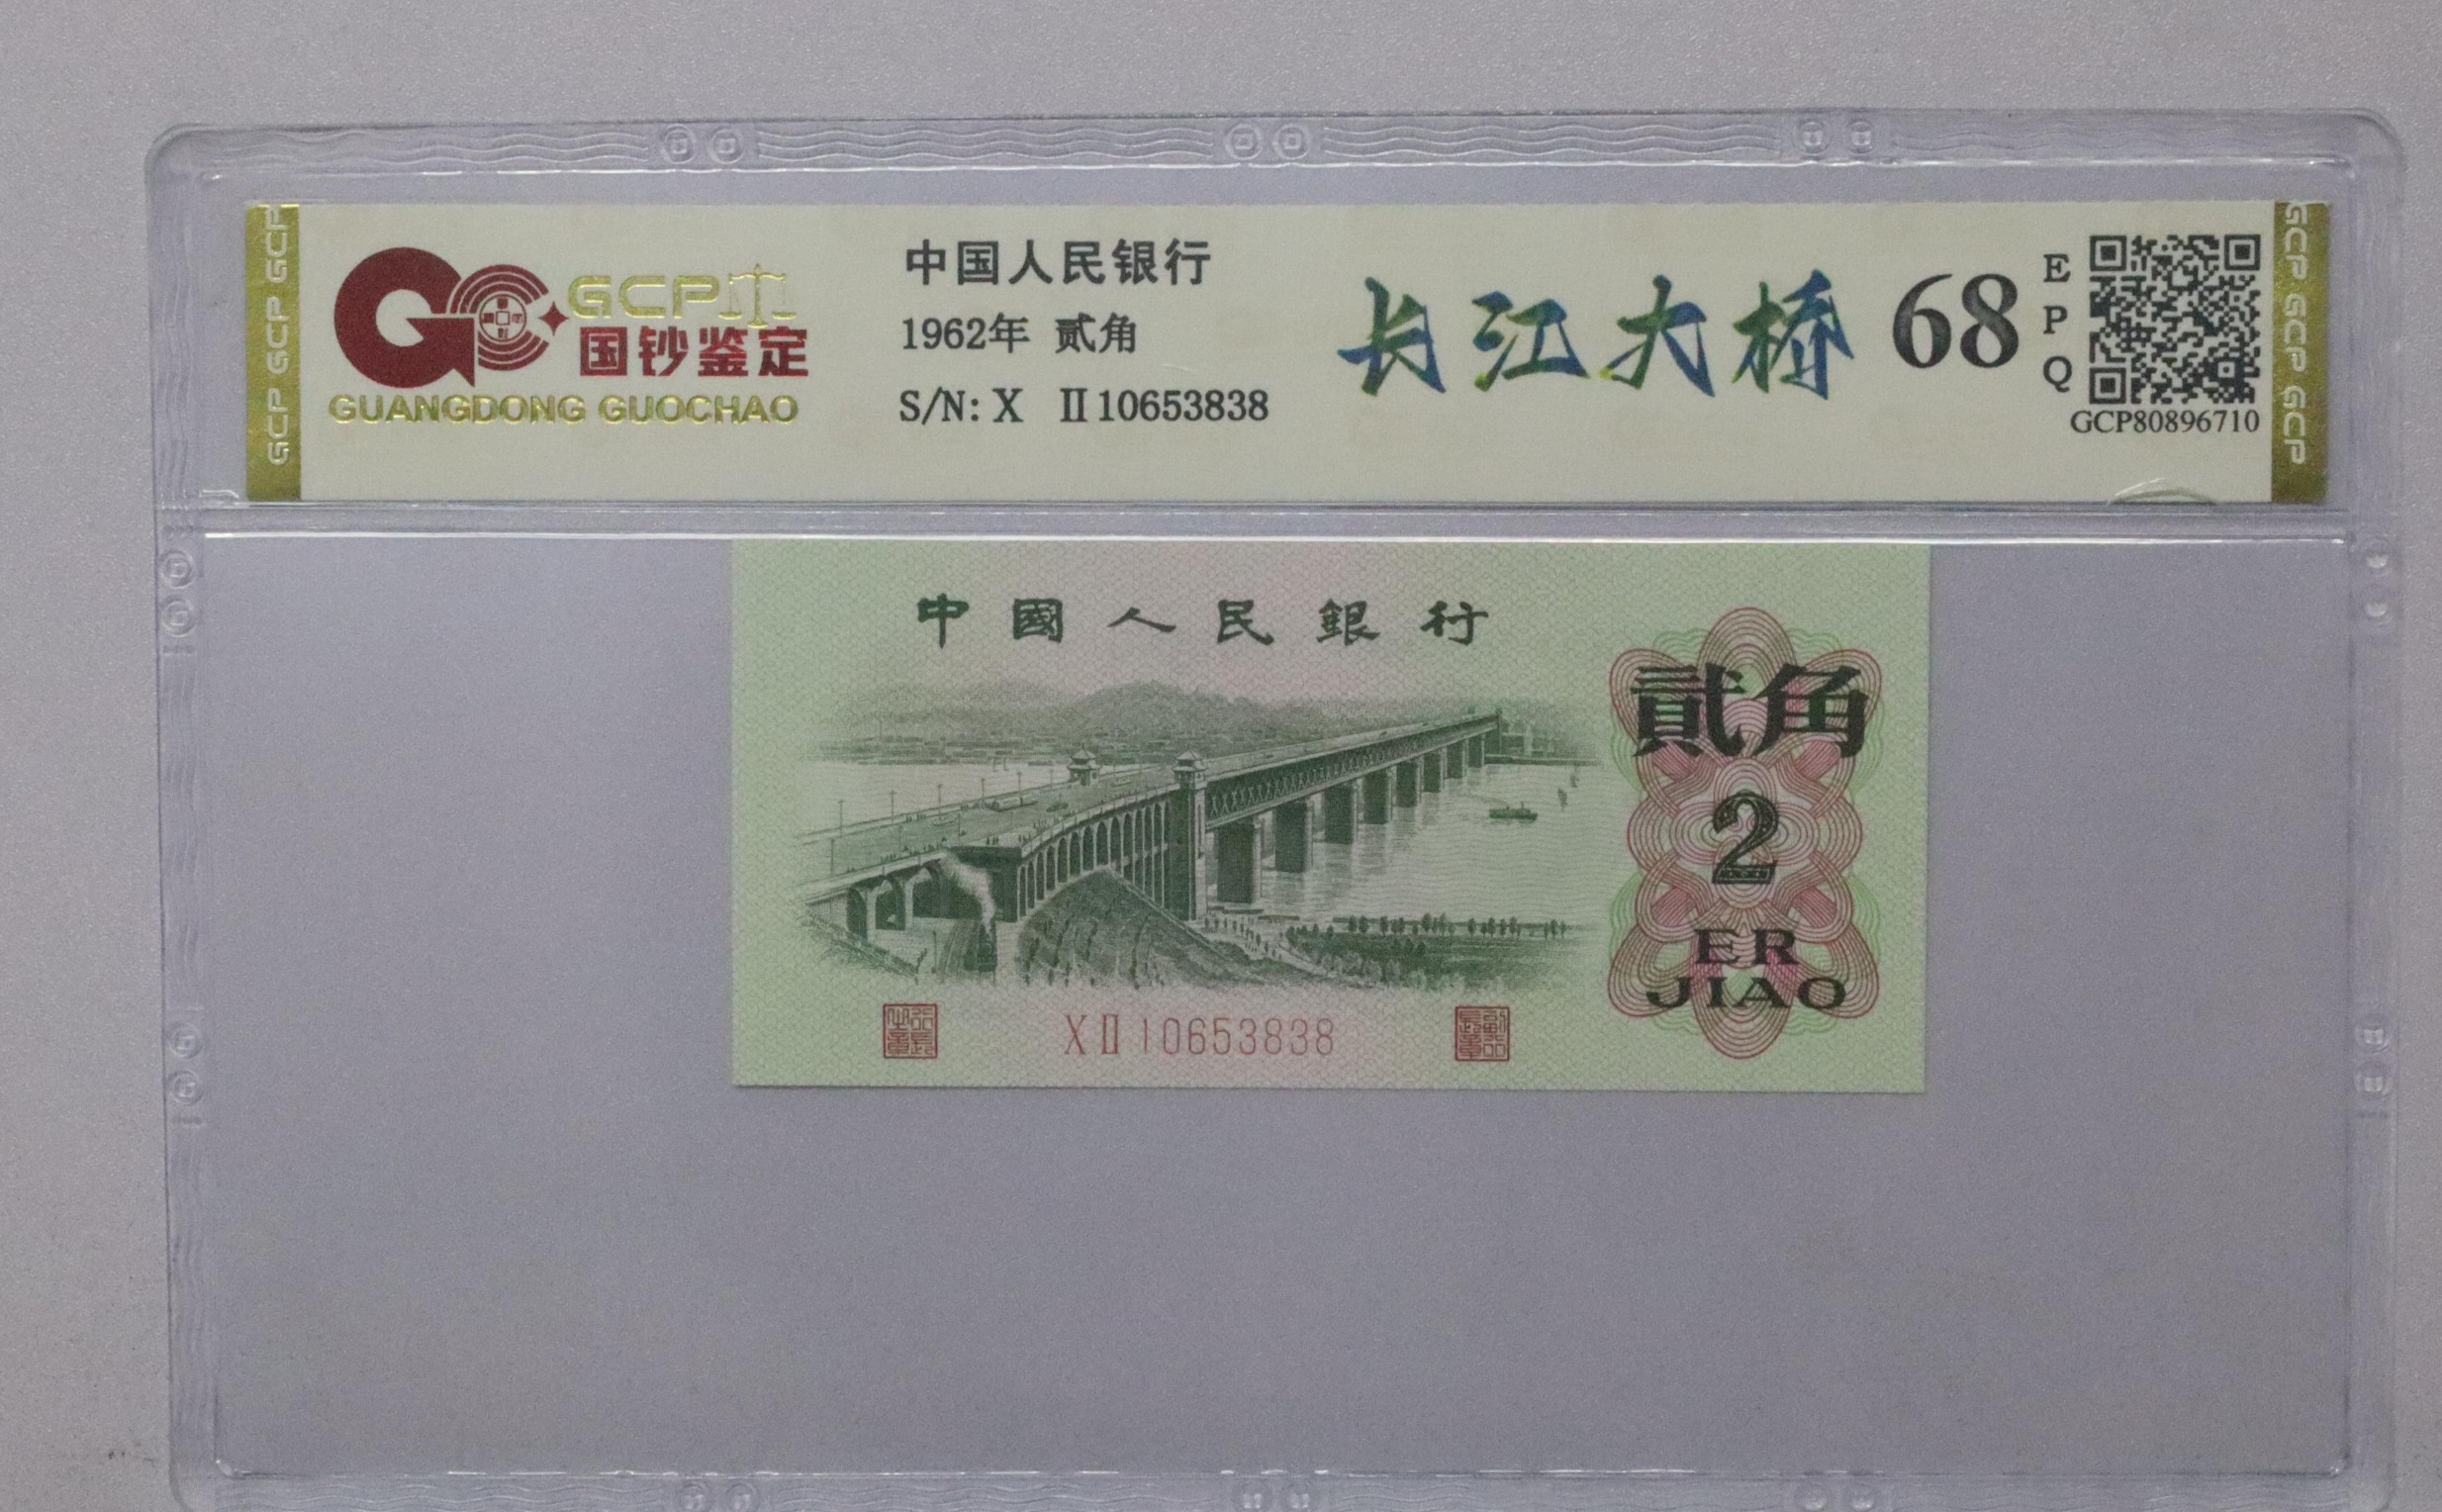 GCP GCP GCP
GCP
国钞鉴定
GUANGDONG GUOCHAO
中国人民银行
1962年 贰角
S/N: X Ⅱ10653838
长江大桥
68
EPQ
GCP80896710
GCP GCP GCP
中國人民銀行
貳角
2
ER
JIAO
XⅡ10653838